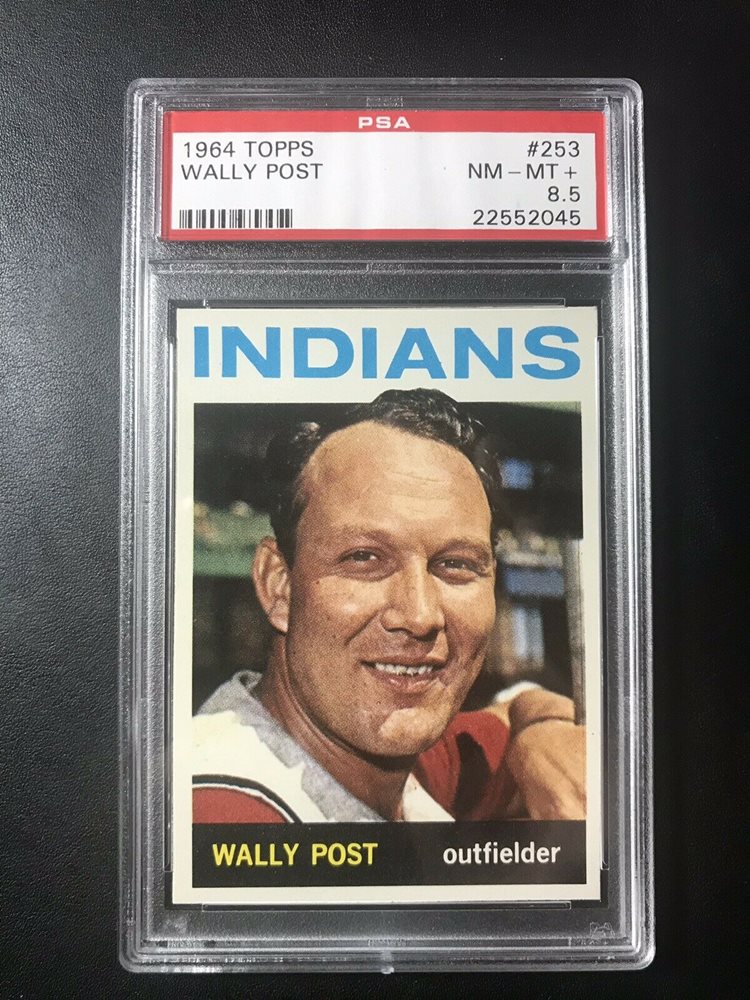 PSA
1964 TOPPS #253
WALLY POST NM-MT+
8.5
22552045
INDIANS
WALLY POST outfielder